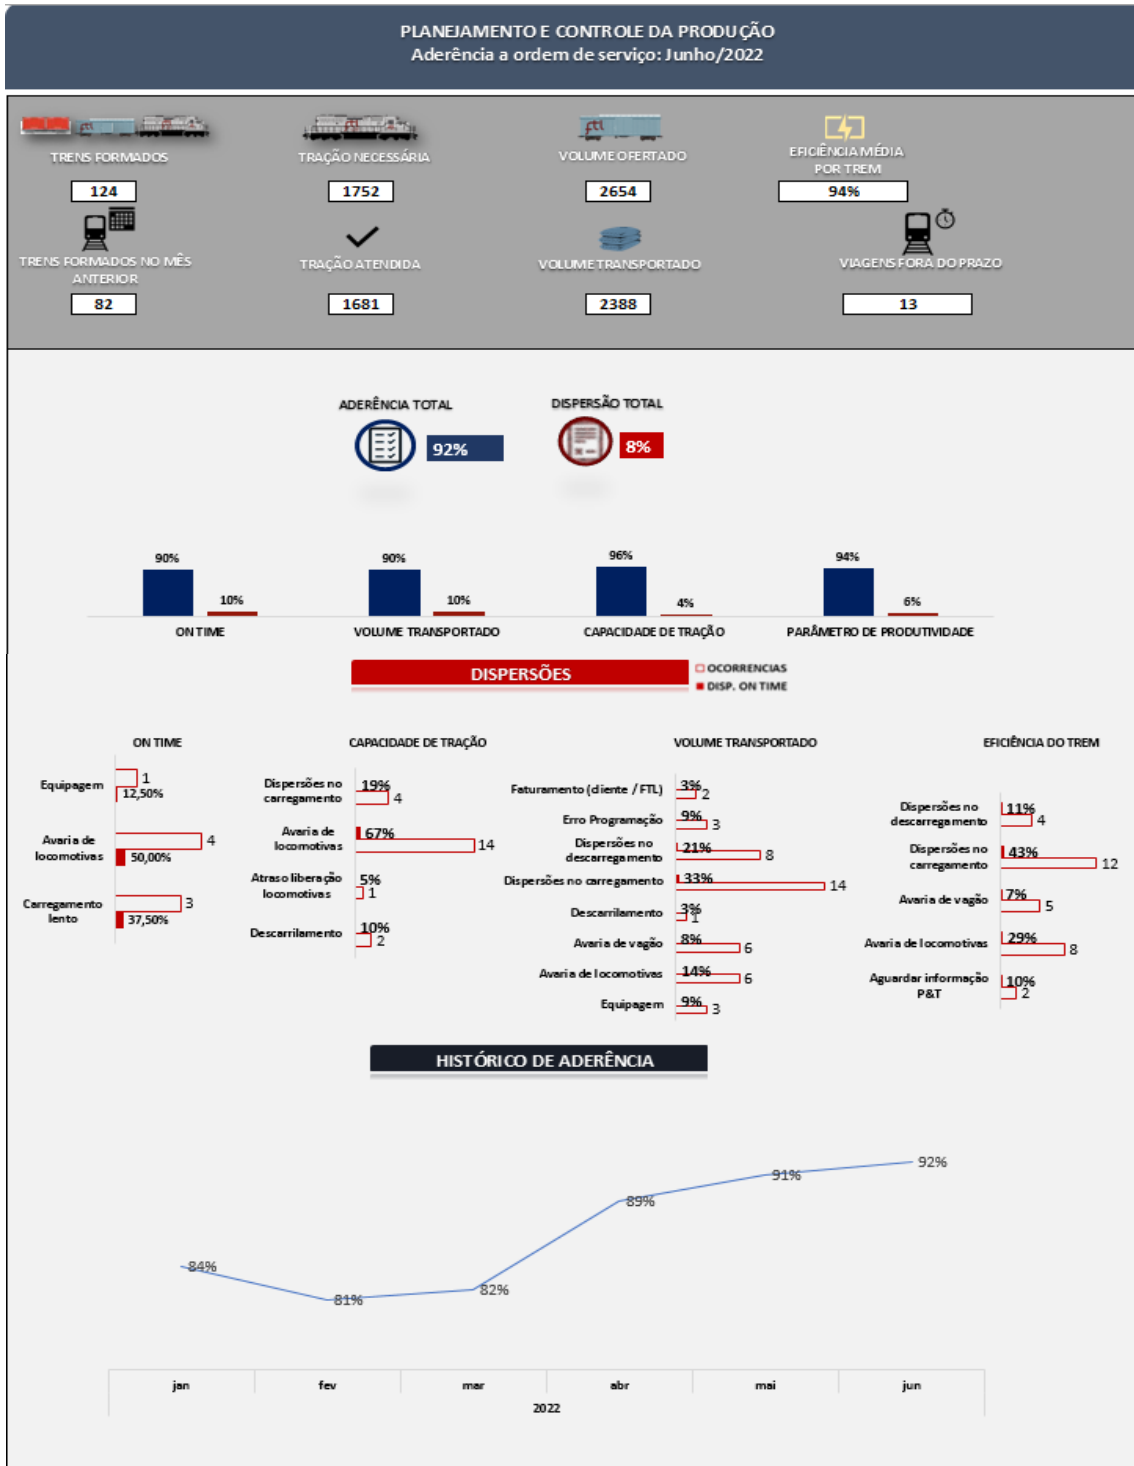 PLANEJAMENTO E CONTROLE DA PRODUÇÃO
Aderência a ordem de serviço: Junho/2022
TRENS FORMADOS
124
TRAÇÃO NECESSÁRIA
1752
ftl
VOLUME OFERTADO
2654
EFICIÊNCIA MÉDIA
POR TREM
94%
TRENS FORMADOS NO MÊS
ANTERIOR
82
TRAÇÃO ATENDIDA
1681
VOLUME TRANSPORTADO
2388
VIAGENS FORA DO PRAZO
13
ADERÊNCIA TOTAL
92%
DISPERSÃO TOTAL
8%
90%
10%
ON TIME
90%
10%
VOLUME TRANSPORTADO
96%
4%
CAPACIDADE DE TRAÇÃO
94%
6%
PARÂMETRO DE PRODUTIVIDADE
DISPERSÕES
OCORRENCIAS
DISP. ON TIME
ON TIME
Equipagem
1
12,50%
Avaria de
locomotivas
4
50,00%
Carregamento
lento
3
37,50%
CAPACIDADE DE TRAÇÃO
Dispersões no
carregamento
19%
4
Avaria de
locomotivas
67%
14
Atraso liberação
locomotivas
5%
1
Descarrilamento
10%
2
VOLUME TRANSPORTADO
Faturamento (cliente / FTL)
3%
2
Erro Programação
9%
3
Dispersões no
descarregamento
21%
8
Dispersões no carregamento
33%
14
Descarrilamento
3%
1
Avaria de vagão
8%
6
Avaria de locomotivas
14%
6
Equipagem
9%
3
EFICIÊNCIA DO TREM
Dispersões no
descarregamento
11%
4
Dispersões no
carregamento
43%
12
Avaria de vagão
7%
5
Avaria de locomotivas
29%
8
Aguardar informação
P&T
10%
2
HISTÓRICO DE ADERÊNCIA
84%
81%
82%
89%
91%
92%
jan
fev
mar
abr
mai
jun
2022